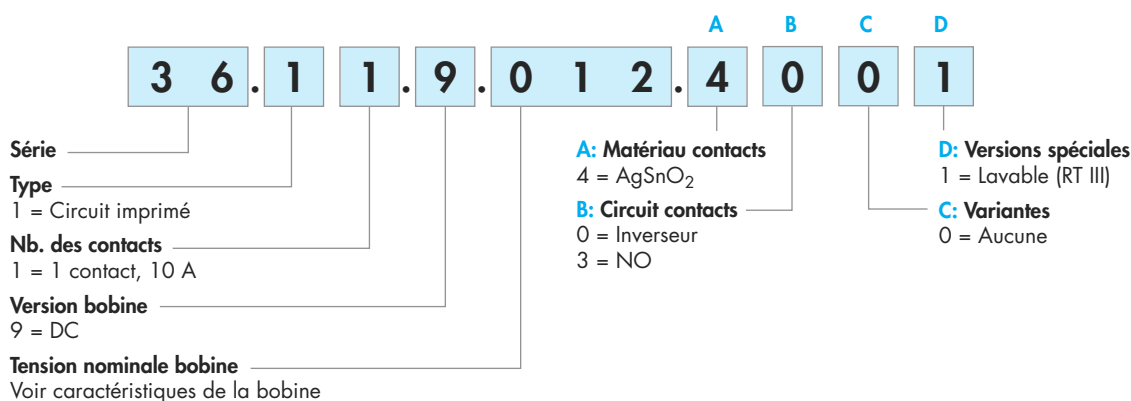 A B C D
3 6 . 1 1 . 9 . 0 1 2 . 4 0 0 1
Série
Type
1 = Circuit imprimé
Nb. des contacts
1 = 1 contact, 10 A
Version bobine
9 = DC
Tension nominale bobine
Voir caractéristiques de la bobine
A: Matériau contacts
4 = AgSnO₂
B: Circuit contacts
0 = Inverseur
3 = NO
D: Versions spéciales
1 = Lavable (RT III)
C: Variantes
0 = Aucune